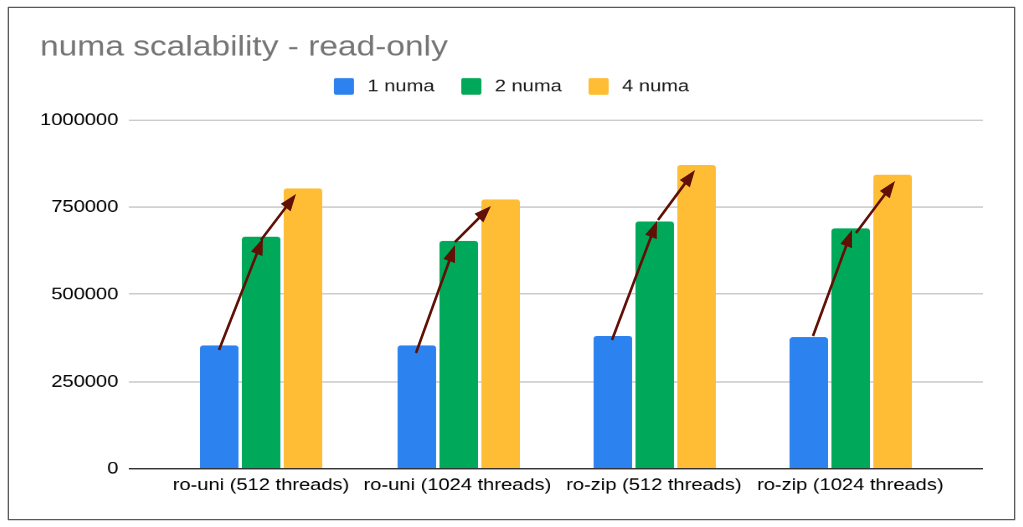 numa scalability - read-only
1 numa 2 numa 4 numa
1000000
750000
500000
250000
0
ro-uni (512 threads) ro-uni (1024 threads) ro-zip (512 threads) ro-zip (1024 threads)